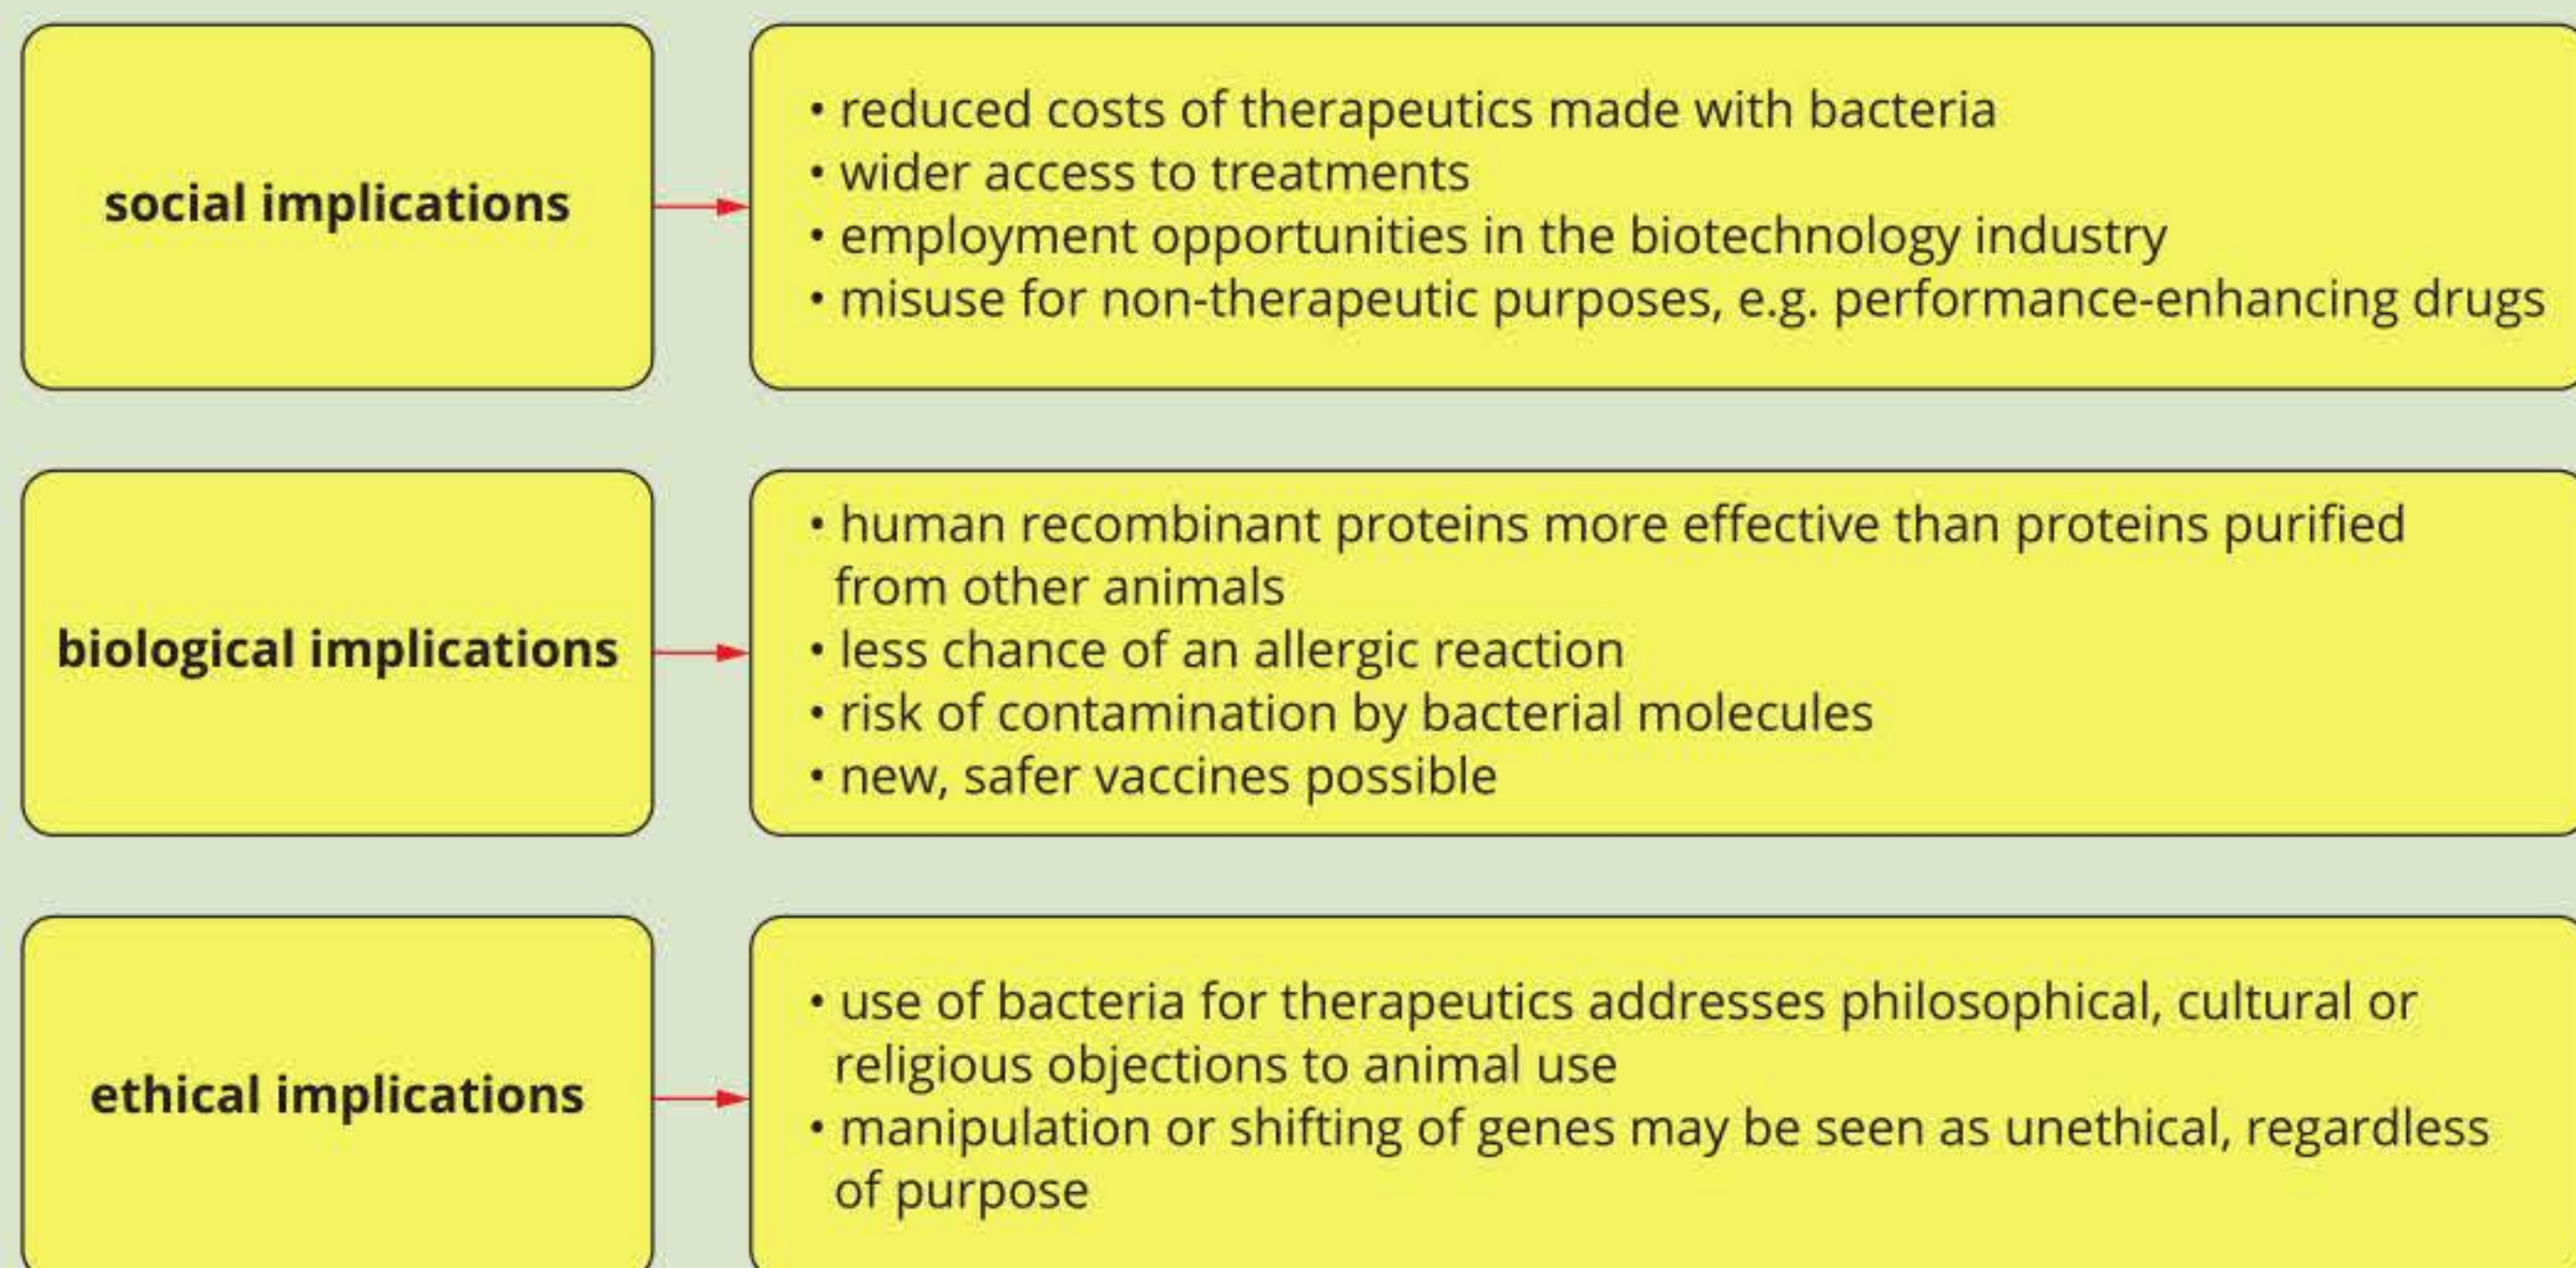 social implications
• reduced costs of therapeutics made with bacteria
• wider access to treatments
• employment opportunities in the biotechnology industry
• misuse for non-therapeutic purposes, e.g. performance-enhancing drugs
biological implications
• human recombinant proteins more effective than proteins purified
from other animals
• less chance of an allergic reaction
• risk of contamination by bacterial molecules
• new, safer vaccines possible
ethical implications
• use of bacteria for therapeutics addresses philosophical, cultural or
religious objections to animal use
• manipulation or shifting of genes may be seen as unethical, regardless
of purpose